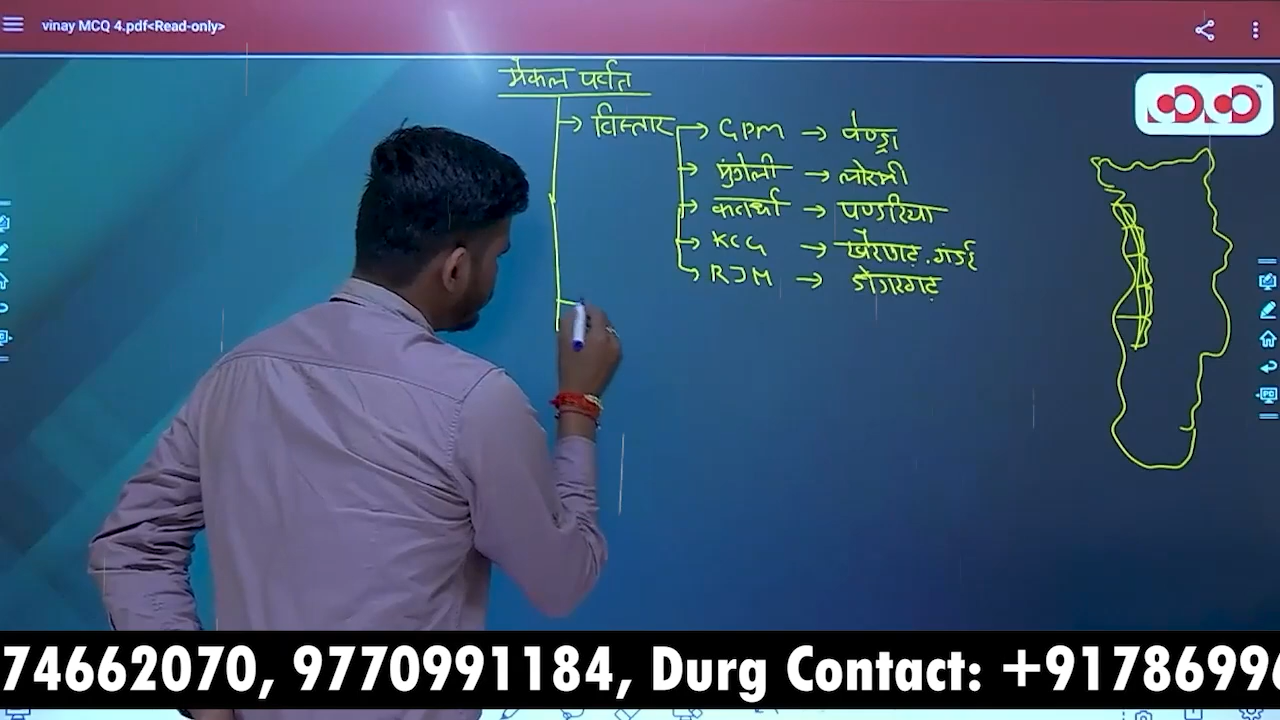 vinay MCQ 4.pdf<Read-only>
मेकल पर्वत
→ विस्तार
→ GPM → पेण्ड्रा
→ मुंगेली → लोरमी
→ कवर्धा → पण्डरिया
→ KCG → खैरागढ़. गंडई
→ RJM → डोंगरगढ़
74662070, 9770991184, Durg Contact: +9178699